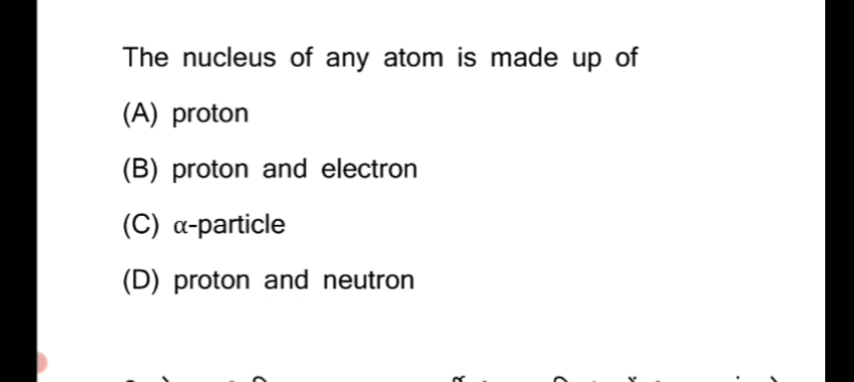 The nucleus of any atom is made up of
(A) proton
(B) proton and electron
(C) α-particle
(D) proton and neutron